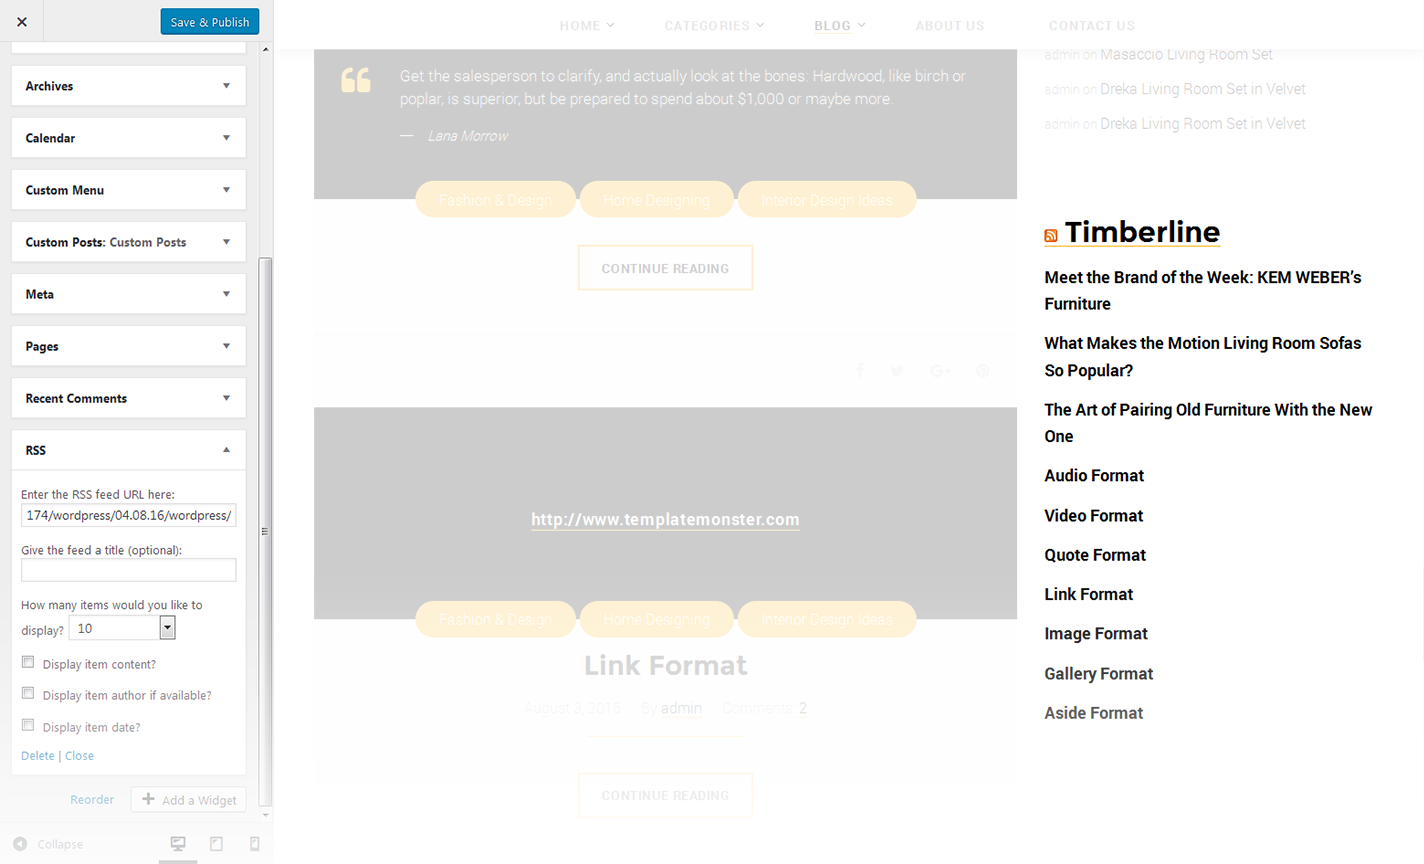 Save & Publish
Archives
Calendar
Custom Menu
Custom Posts: Custom Posts
Meta
Pages
Recent Comments
RSS
Enter the RSS feed URL here:
174/wordpress/04.08.16/wordpress/
Give the feed a title (optional):
How many items would you like to
display? 10
Display item content?
Display item author if available?
Display item date?
Delete | Close
Reorder
Add a Widget
Collapse
HOME
CATEGORIES
BLOG
ABOUT US
CONTACT US
Get the salesperson to clarify, and actually look at the bones: Hardwood, like birch or
poplar, is superior, but be prepared to spend about $1,000 or maybe more.
— Lana Morrow
Fashion & Design
Home Designing
Interior Design Ideas
CONTINUE READING
http://www.templatemonster.com
Fashion & Design
Home Designing
Interior Design Ideas
Link Format
August 3, 2015 By admin Comments: 2
CONTINUE READING
admin on Masaccio Living Room Set
admin on Dreka Living Room Set in Velvet
admin on Dreka Living Room Set in Velvet
Timberline
Meet the Brand of the Week: KEM WEBER’s
Furniture
What Makes the Motion Living Room Sofas
So Popular?
The Art of Pairing Old Furniture With the New
One
Audio Format
Video Format
Quote Format
Link Format
Image Format
Gallery Format
Aside Format